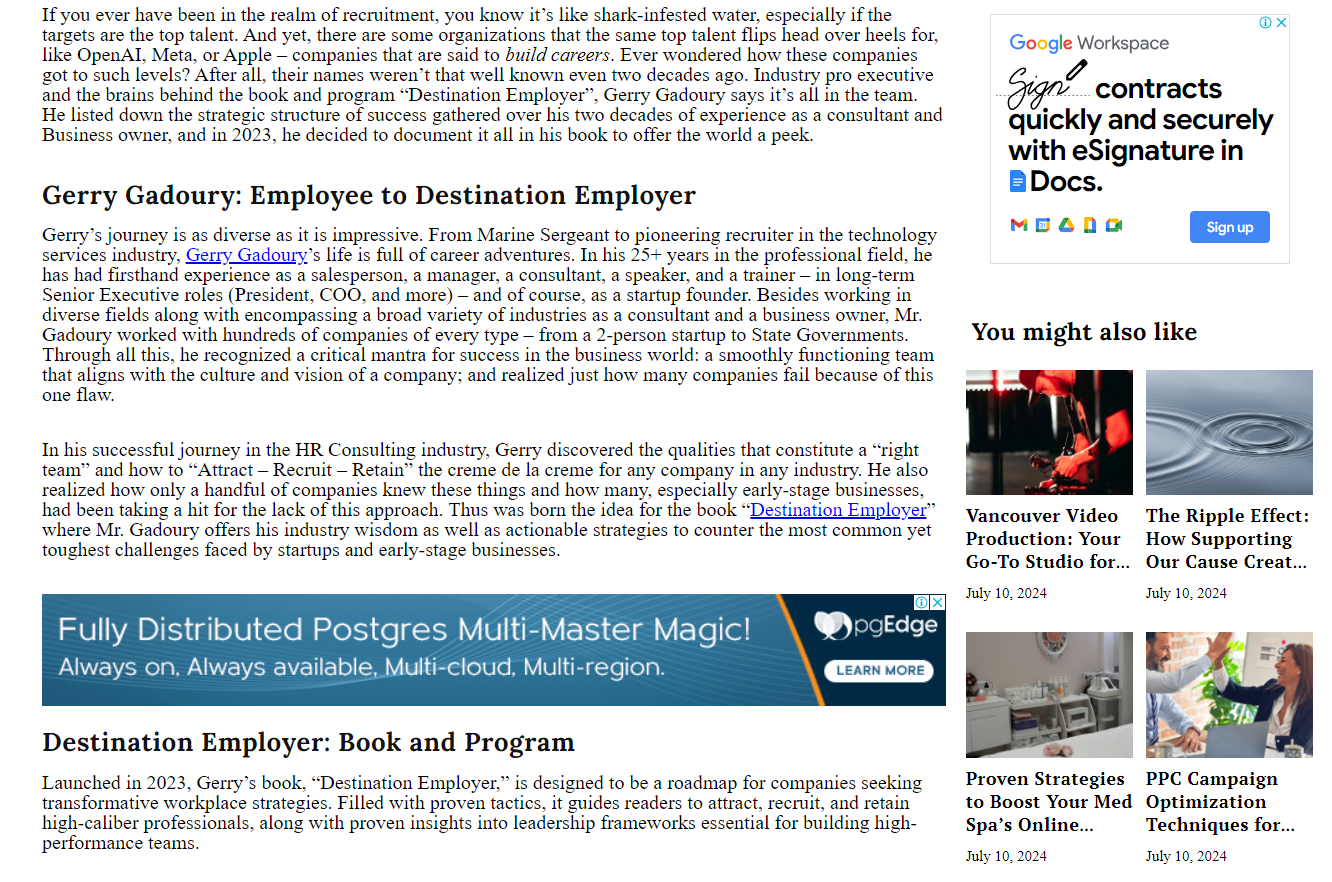 If you ever have been in the realm of recruitment, you know it’s like shark-infested water, especially if the
targets are the top talent. And yet, there are some organizations that the same top talent flips head over heels for,
like OpenAI, Meta, or Apple – companies that are said to build careers. Ever wondered how these companies
got to such levels? After all, their names weren’t that well known even two decades ago. Industry pro executive
and the brains behind the book and program “Destination Employer”, Gerry Gadoury says it’s all in the team.
He listed down the strategic structure of success gathered over his two decades of experience as a consultant and
Business owner, and in 2023, he decided to document it all in his book to offer the world a peek.
Gerry Gadoury: Employee to Destination Employer
Gerry’s journey is as diverse as it is impressive. From Marine Sergeant to pioneering recruiter in the technology
services industry, Gerry Gadoury’s life is full of career adventures. In his 25+ years in the professional field, he
has had firsthand experience as a salesperson, a manager, a consultant, a speaker, and a trainer – in long-term
Senior Executive roles (President, COO, and more) – and of course, as a startup founder. Besides working in
diverse fields along with encompassing a broad variety of industries as a consultant and a business owner, Mr.
Gadoury worked with hundreds of companies of every type – from a 2-person startup to State Governments.
Through all this, he recognized a critical mantra for success in the business world: a smoothly functioning team
that aligns with the culture and vision of a company; and realized just how many companies fail because of this
one flaw.
In his successful journey in the HR Consulting industry, Gerry discovered the qualities that constitute a “right
team” and how to “Attract – Recruit – Retain” the creme de la creme for any company in any industry. He also
realized how only a handful of companies knew these things and how many, especially early-stage businesses,
had been taking a hit for the lack of this approach. Thus was born the idea for the book “Destination Employer”
where Mr. Gadoury offers his industry wisdom as well as actionable strategies to counter the most common yet
toughest challenges faced by startups and early-stage businesses.
Fully Distributed Postgres Multi-Master Magic!
Always on, Always available, Multi-cloud, Multi-region.
pgEdge
LEARN MORE
Destination Employer: Book and Program
Launched in 2023, Gerry’s book, “Destination Employer,” is designed to be a roadmap for companies seeking
transformative workplace strategies. Filled with proven tactics, it guides readers to attract, recruit, and retain
high-caliber professionals, along with proven insights into leadership frameworks essential for building high-
performance teams.
Google Workspace
Sign contracts
quickly and securely
with eSignature in
Docs.
Sign up
You might also like
Vancouver Video
Production: Your
Go-To Studio for...
July 10, 2024
The Ripple Effect:
How Supporting
Our Cause Creat...
July 10, 2024
Proven Strategies
to Boost Your Med
Spa’s Online...
July 10, 2024
PPC Campaign
Optimization
Techniques for...
July 10, 2024